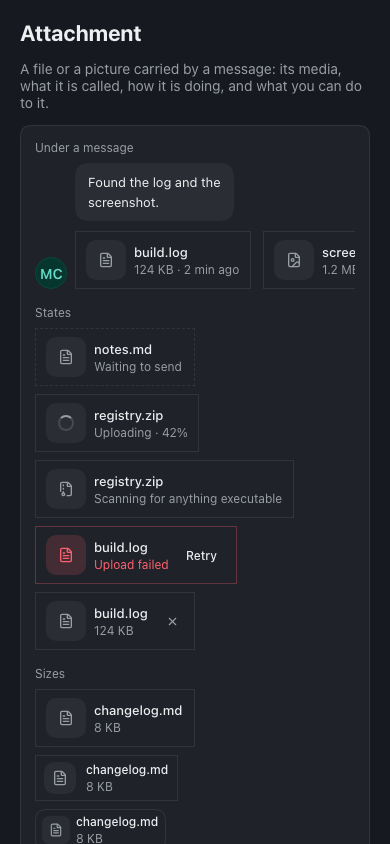 Attachment
A file or a picture carried by a message: its media,
what it is called, how it is doing, and what you can do
to it.
Under a message
Found the log and the
screenshot.
MC
build.log
124 KB · 2 min ago
scree
1.2 ME
States
notes.md
Waiting to send
registry.zip
Uploading · 42%
registry.zip
Scanning for anything executable
build.log
Upload failed
Retry
build.log
124 KB
Sizes
changelog.md
8 KB
changelog.md
8 KB
changelog.md
8 KB